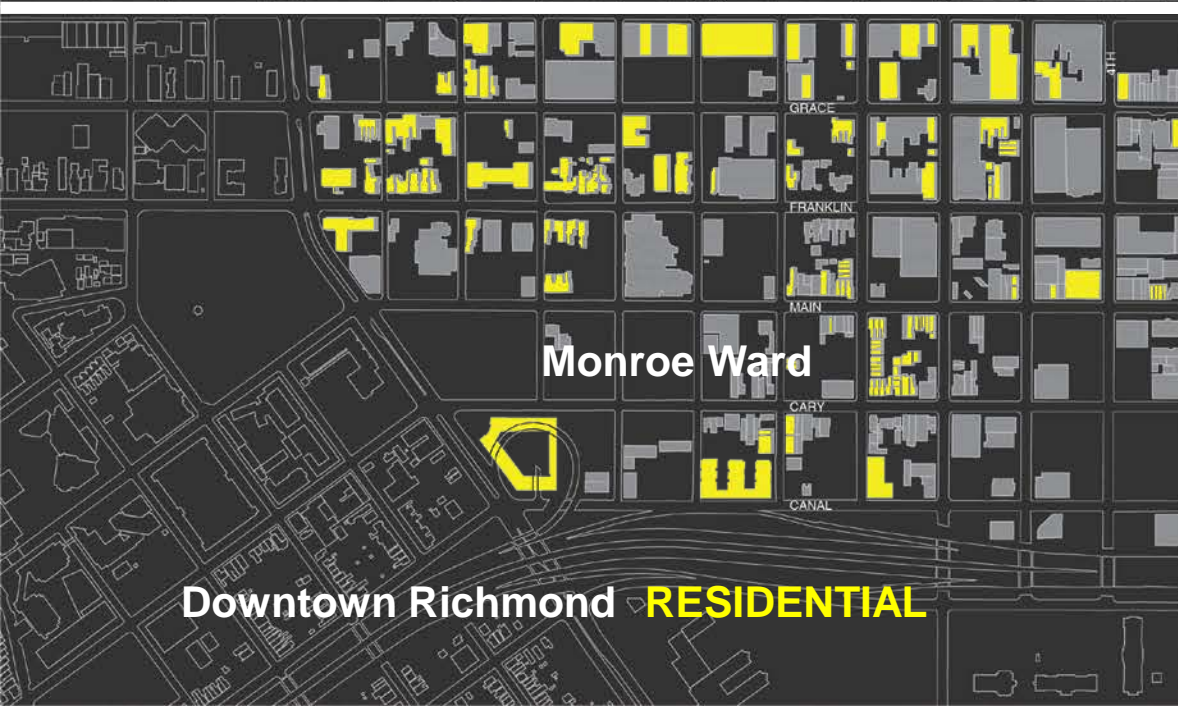 4TH
GRACE
FRANKLIN
MAIN
Monroe Ward
CARY
CANAL
Downtown Richmond RESIDENTIAL